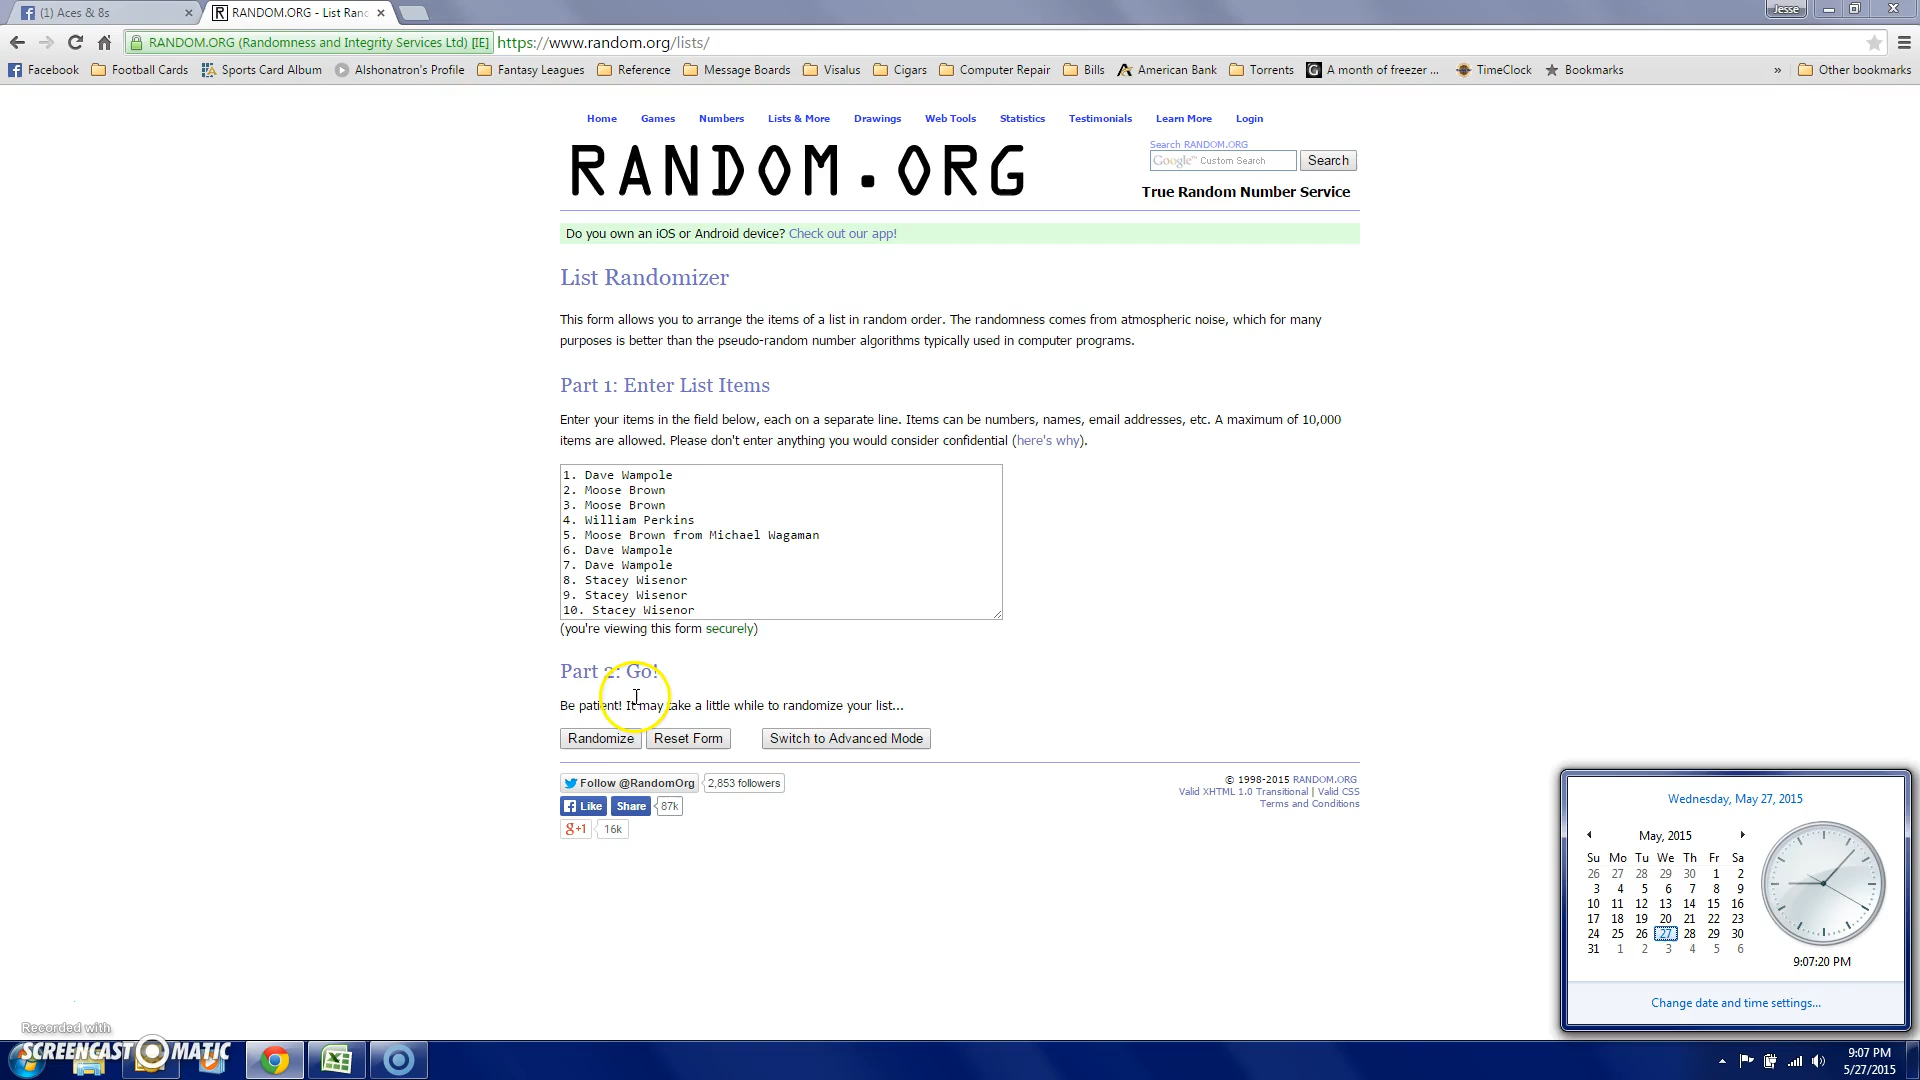 (1) Aces & 8s
RANDOM.ORG - List Ran
Jesse
RANDOM.ORG (Randomness and Integrity Services Ltd) [IE]
https://www.random.org/lists/
Facebook
Football Cards
Sports Card Album
Alshonatron's Profile
Fantasy Leagues
Reference
Message Boards
Visalus
Cigars
Computer Repair
Bills
American Bank
Torrents
A month of freezer ...
TimeClock
Bookmarks
»
Other bookmarks
Home Games Numbers Lists & More Drawings Web Tools Statistics Testimonials Learn More Login
RANDOM.ORG
Search RANDOM.ORG
Google™ Custom Search
Search
True Random Number Service
Do you own an iOS or Android device? Check out our app!
List Randomizer
This form allows you to arrange the items of a list in random order. The randomness comes from atmospheric noise, which for many
purposes is better than the pseudo-random number algorithms typically used in computer programs.
Part 1: Enter List Items
Enter your items in the field below, each on a separate line. Items can be numbers, names, email addresses, etc. A maximum of 10,000
items are allowed. Please don't enter anything you would consider confidential (here's why).
1. Dave Wampole
2. Moose Brown
3. Moose Brown
4. William Perkins
5. Moose Brown from Michael Wagaman
6. Dave Wampole
7. Dave Wampole
8. Stacey Wisenor
9. Stacey Wisenor
10. Stacey Wisenor
(you're viewing this form securely)
Part 2: Go!
Be patient! It may take a little while to randomize your list...
Randomize
Reset Form
Switch to Advanced Mode
Follow @RandomOrg
2,853 followers
Like
Share
87k
g+1
16k
© 1998-2015 RANDOM.ORG
Valid XHTML 1.0 Transitional | Valid CSS
Terms and Conditions
Wednesday, May 27, 2015
May, 2015
Su Mo Tu We Th Fr Sa
26 27 28 29 30 1 2
3 4 5 6 7 8 9
10 11 12 13 14 15 16
17 18 19 20 21 22 23
24 25 26 27 28 29 30
31 1 2 3 4 5 6
9:07:20 PM
Change date and time settings...
Recorded with
SCREENCAST O MATIC
9:07 PM
5/27/2015